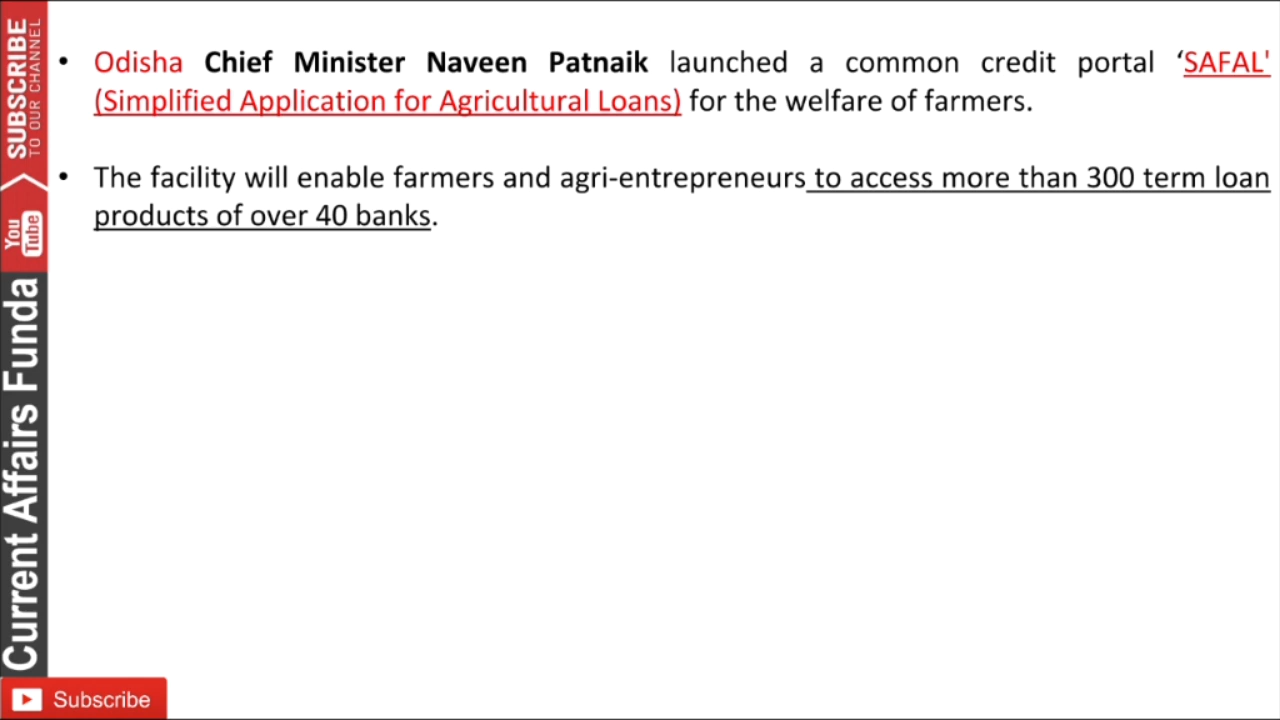 • Odisha Chief Minister Naveen Patnaik launched a common credit portal ‘SAFAL'
(Simplified Application for Agricultural Loans) for the welfare of farmers.
• The facility will enable farmers and agri-entrepreneurs to access more than 300 term loan
products of over 40 banks.
SUBSCRIBE
TO OUR CHANNEL
You
Tube
Current Affairs Funda
Subscribe